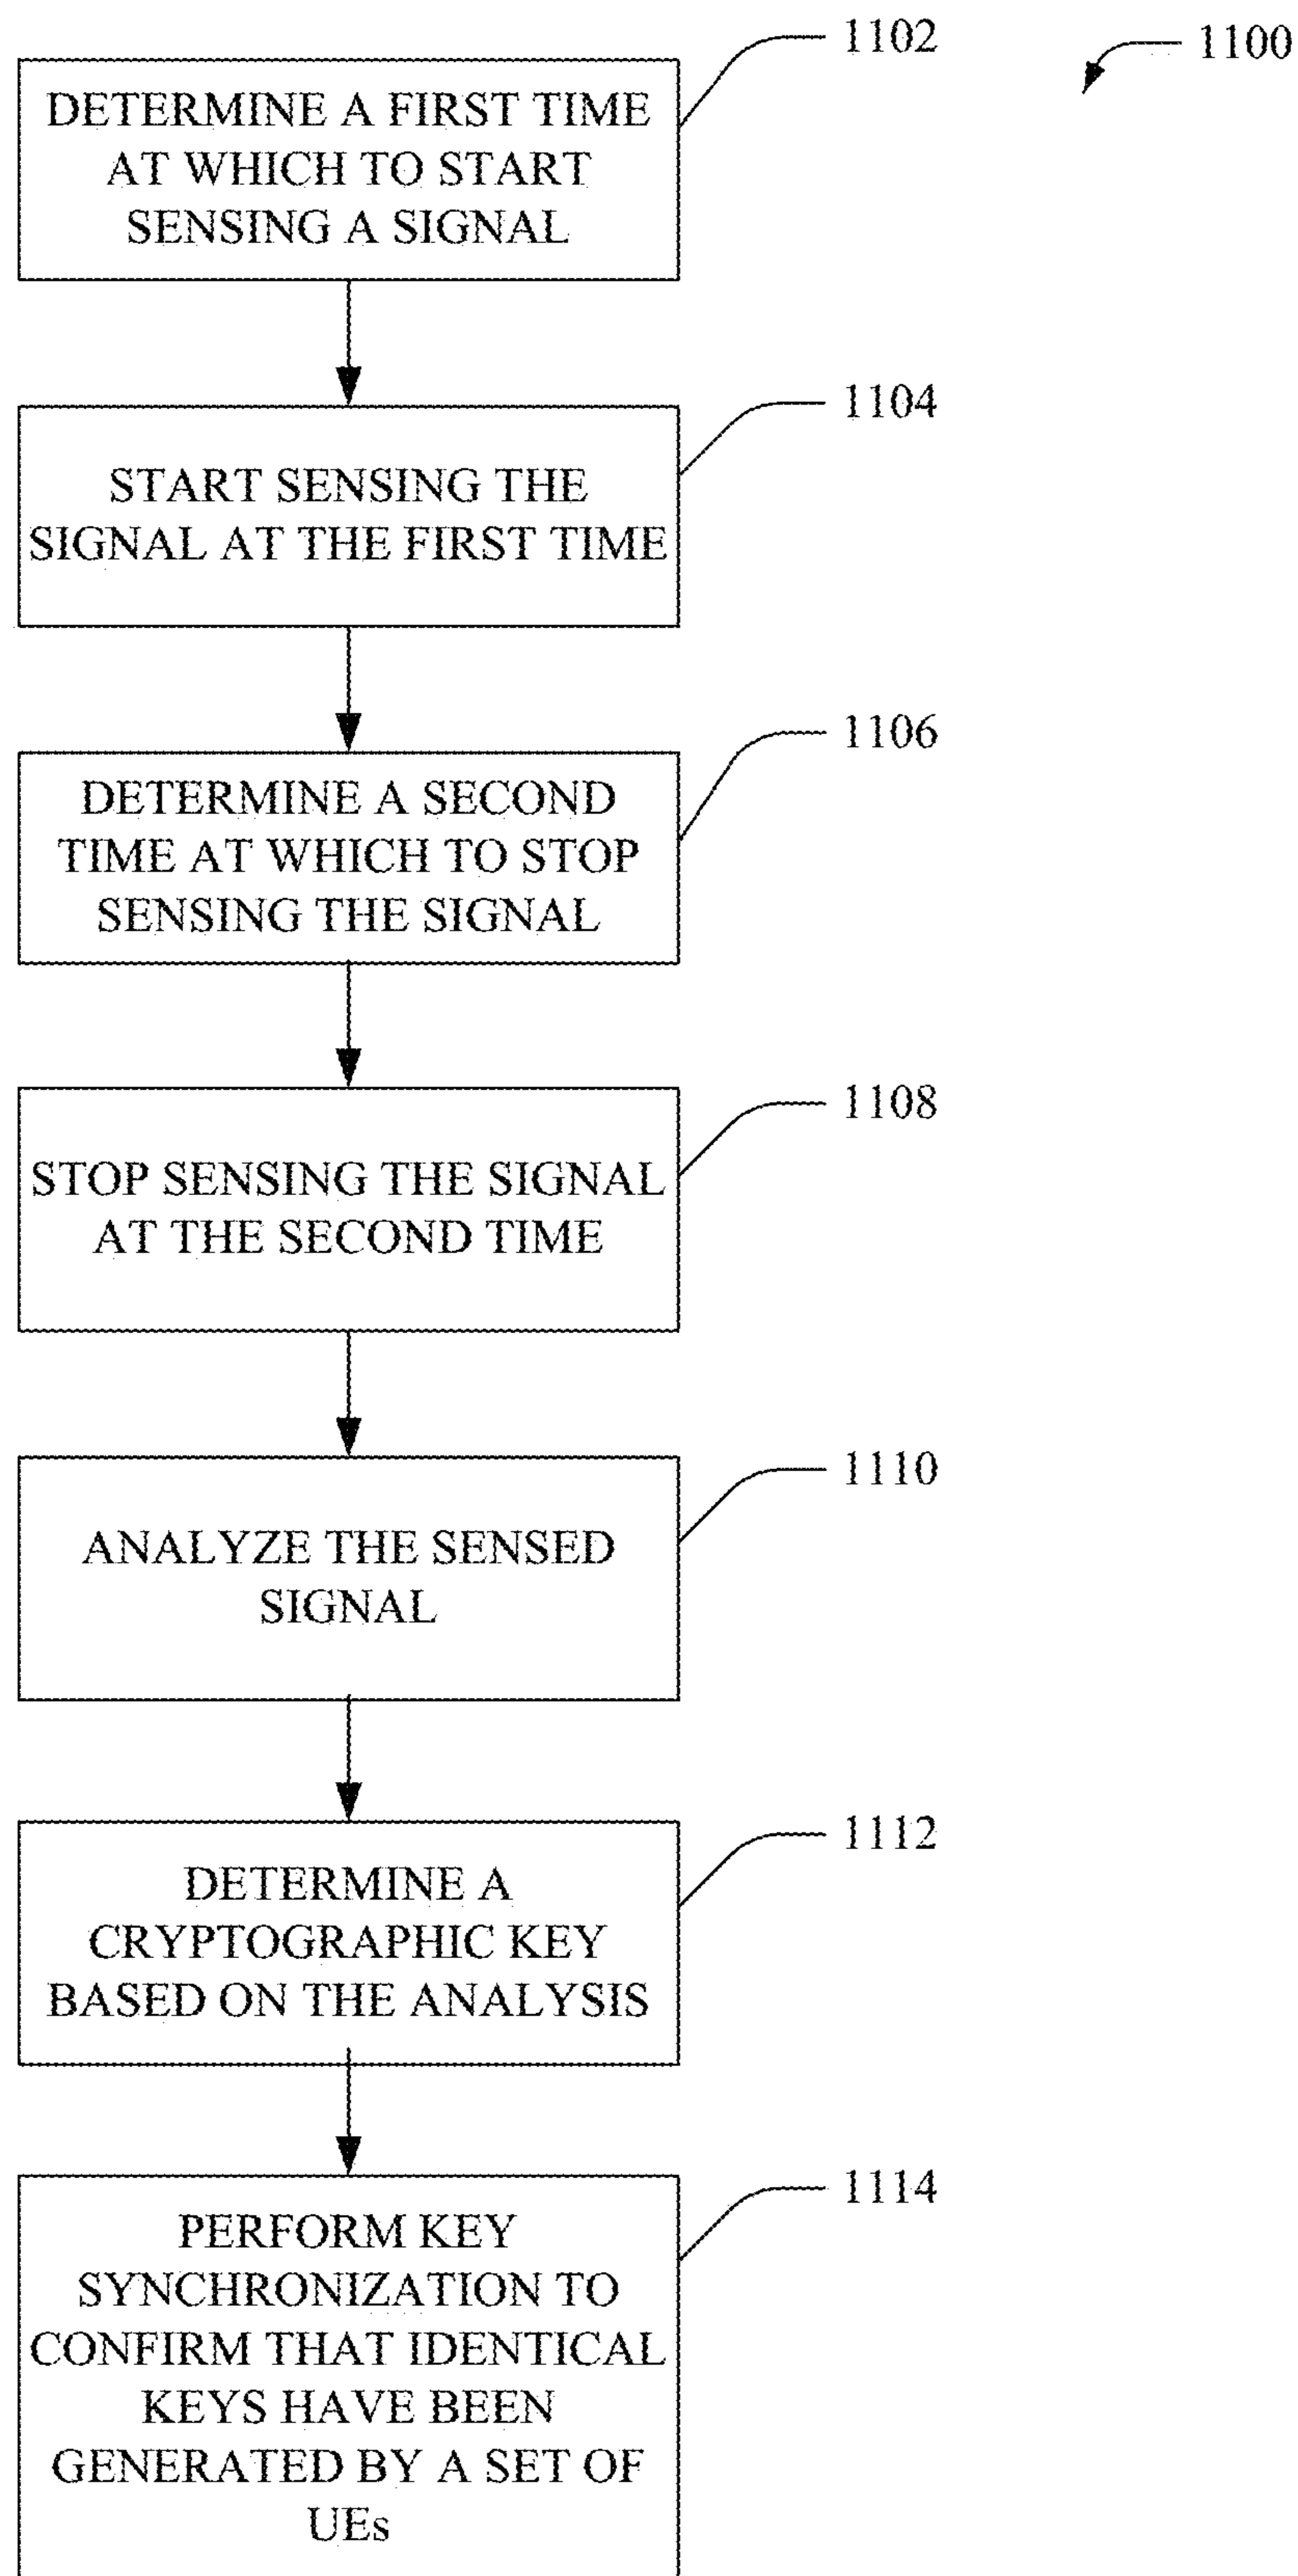 1102
1100
DETERMINE A FIRST TIME
AT WHICH TO START
SENSING A SIGNAL
1104
START SENSING THE
SIGNAL AT THE FIRST TIME
1106
DETERMINE A SECOND
TIME AT WHICH TO STOP
SENSING THE SIGNAL
1108
STOP SENSING THE SIGNAL
AT THE SECOND TIME
1110
ANALYZE THE SENSED
SIGNAL
1112
DETERMINE A
CRYPTOGRAPHIC KEY
BASED ON THE ANALYSIS
1114
PERFORM KEY
SYNCHRONIZATION TO
CONFIRM THAT IDENTICAL
KEYS HAVE BEEN
GENERATED BY A SET OF
UEs